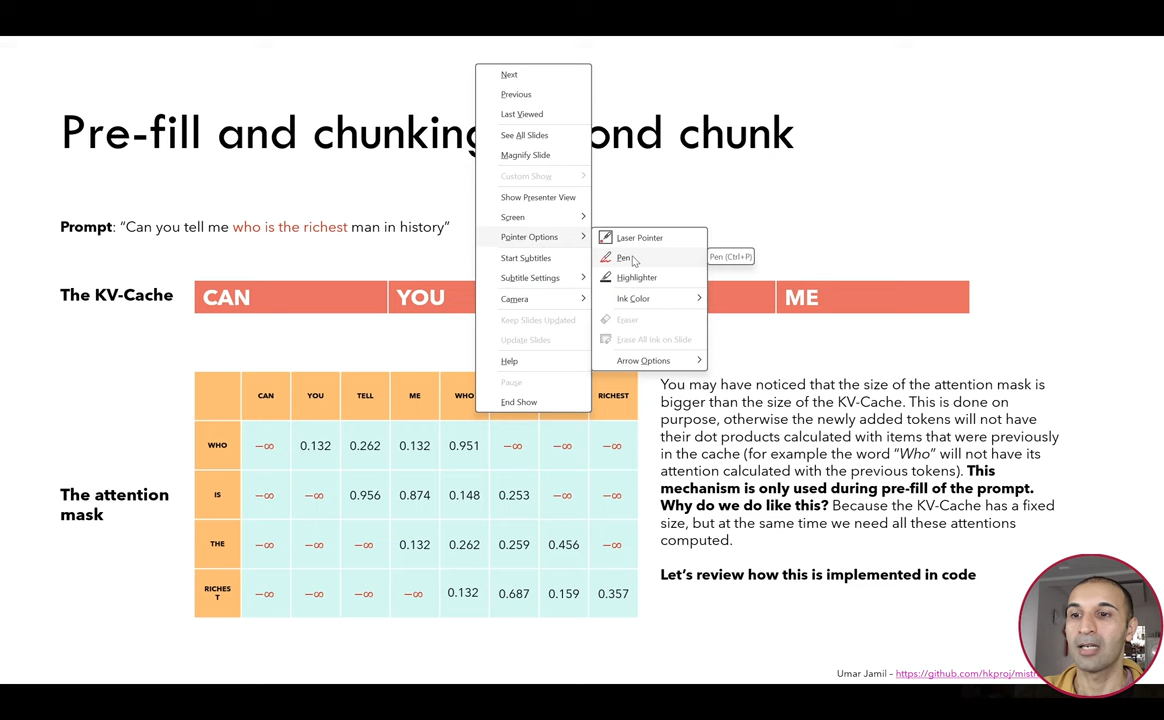 Pre-fill and chunking
ond chunk
Prompt: “Can you tell me who is the richest man in history”
The KV-Cache
CAN
YOU
ME
Next
Previous
Last Viewed
See All Slides
Magnify Slide
Custom Show
Show Presenter View
Screen
Pointer Options
Start Subtitles
Subtitle Settings
Camera
Keep Slides Updated
Update Slides
Help
Pause
End Show
Laser Pointer
Pen
Highlighter
Ink Color
Eraser
Erase All Ink on Slide
Arrow Options
Pen (Ctrl+P)
The attention
mask
CAN YOU TELL ME WHO RICHEST
WHO -∞ 0.132 0.262 0.132 0.951 -∞ -∞ -∞
IS -∞ -∞ 0.956 0.874 0.148 0.253 -∞ -∞
THE -∞ -∞ -∞ 0.132 0.262 0.259 0.456 -∞
RICHES
T -∞ -∞ -∞ -∞ 0.132 0.687 0.159 0.357
You may have noticed that the size of the attention mask is
bigger than the size of the KV-Cache. This is done on
purpose, otherwise the newly added tokens will not have
their dot products calculated with items that were previously
in the cache (for example the word “Who” will not have its
attention calculated with the previous tokens). This
mechanism is only used during pre-fill of the prompt.
Why do we do like this? Because the KV-Cache has a fixed
size, but at the same time we need all these attentions
computed.
Let’s review how this is implemented in code
Umar Jamil – https://github.com/hkproj/mist